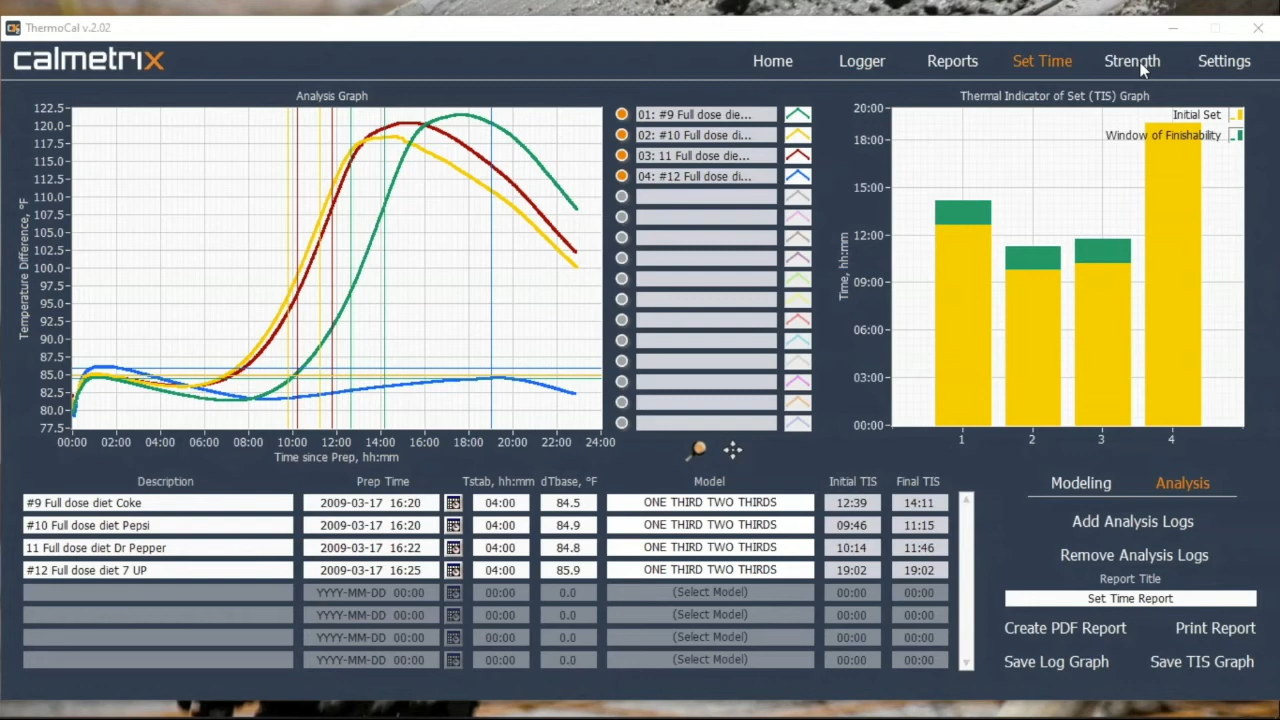 ThermoCal v.2.02
calmetrix
Home Logger Reports Set Time Strength Settings
Analysis Graph
Temperature Difference, °F
122.5
120.0
117.5
115.0
112.5
110.0
107.5
105.0
102.5
100.0
97.5
95.0
92.5
90.0
87.5
85.0
82.5
80.0
77.5
00:00 02:00 04:00 06:00 08:00 10:00 12:00 14:00 16:00 18:00 20:00 22:00 24:00
Time since Prep, hh:mm
01: #9 Full dose die...
02: #10 Full dose di...
03: 11 Full dose die...
04: #12 Full dose di...
Thermal Indicator of Set (TIS) Graph
Initial Set
Window of Finishability
Time, hh:mm
20:00
18:00
15:00
12:00
09:00
06:00
03:00
00:00
1 2 3 4
Description Prep Time Tstab, hh:mm dTbase, °F Model Initial TIS Final TIS
#9 Full dose diet Coke 2009-03-17 16:20 04:00 84.5 ONE THIRD TWO THIRDS 12:39 14:11
#10 Full dose diet Pepsi 2009-03-17 16:20 04:00 84.9 ONE THIRD TWO THIRDS 09:46 11:15
11 Full dose diet Dr Pepper 2009-03-17 16:22 04:00 84.8 ONE THIRD TWO THIRDS 10:14 11:46
#12 Full dose diet 7 UP 2009-03-17 16:25 04:00 85.9 ONE THIRD TWO THIRDS 19:02 19:02
YYYY-MM-DD 00:00 00:00 0.0 (Select Model) 00:00 00:00
YYYY-MM-DD 00:00 00:00 0.0 (Select Model) 00:00 00:00
YYYY-MM-DD 00:00 00:00 0.0 (Select Model) 00:00 00:00
YYYY-MM-DD 00:00 00:00 0.0 (Select Model) 00:00 00:00
Modeling Analysis
Add Analysis Logs
Remove Analysis Logs
Report Title
Set Time Report
Create PDF Report Print Report
Save Log Graph Save TIS Graph